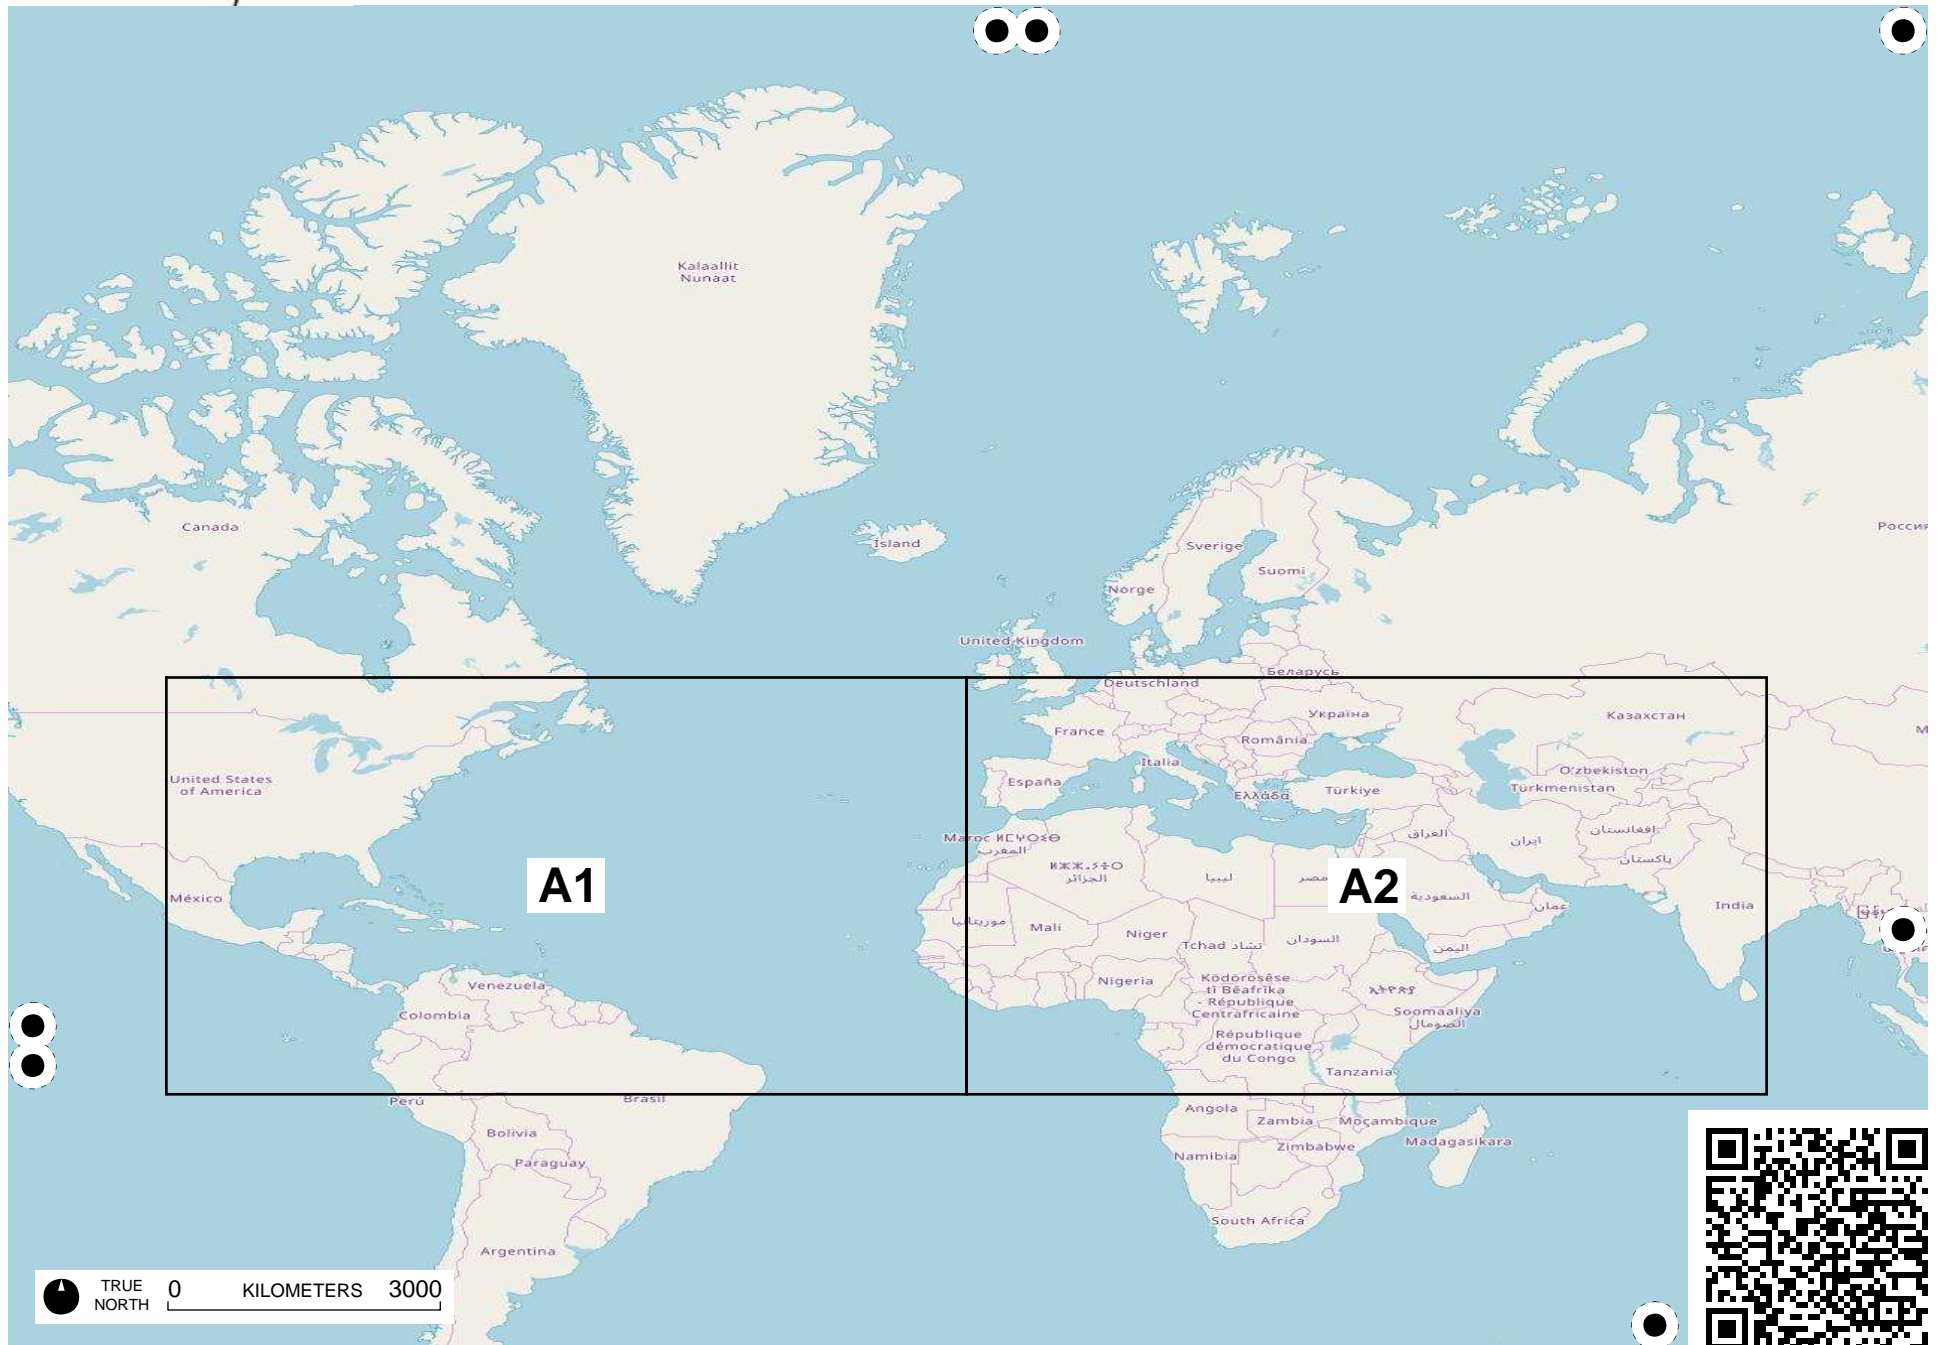 Kalaallit
Nunaat
Canada
Россия
Ísland
Sverige
Suomi
Norge
United Kingdom
Беларусь
Deutschland
Україна
Казахстан
France
România
Italia
O'zbekiston
United States
of America
España
Türkiye
Türkmenistan
Ελλάδα
العراق
افغانستان
ایران
Maroc ⵍⵎⵖⵔⵉⴱ
المغرب
پاکستان
الجزائر
ليبيا
مصر
A1
A2
México
السعودية
عمان
India
موريتانيا
Mali
Niger
Tchad تشاد
السودان
اليمن
Venezuela
Nigeria
Ködörösêse
tî Bêafrîka
- République
Centrafricaine
Colombia
Soomaaliya
الصومال
République
démocratique
du Congo
Tanzania
Perú
Brasil
Angola
Zambia
Moçambique
Bolivia
Madagasikara
Zimbabwe
Namibia
Paraguay
South Africa
Argentina
TRUE
NORTH
0 KILOMETERS 3000